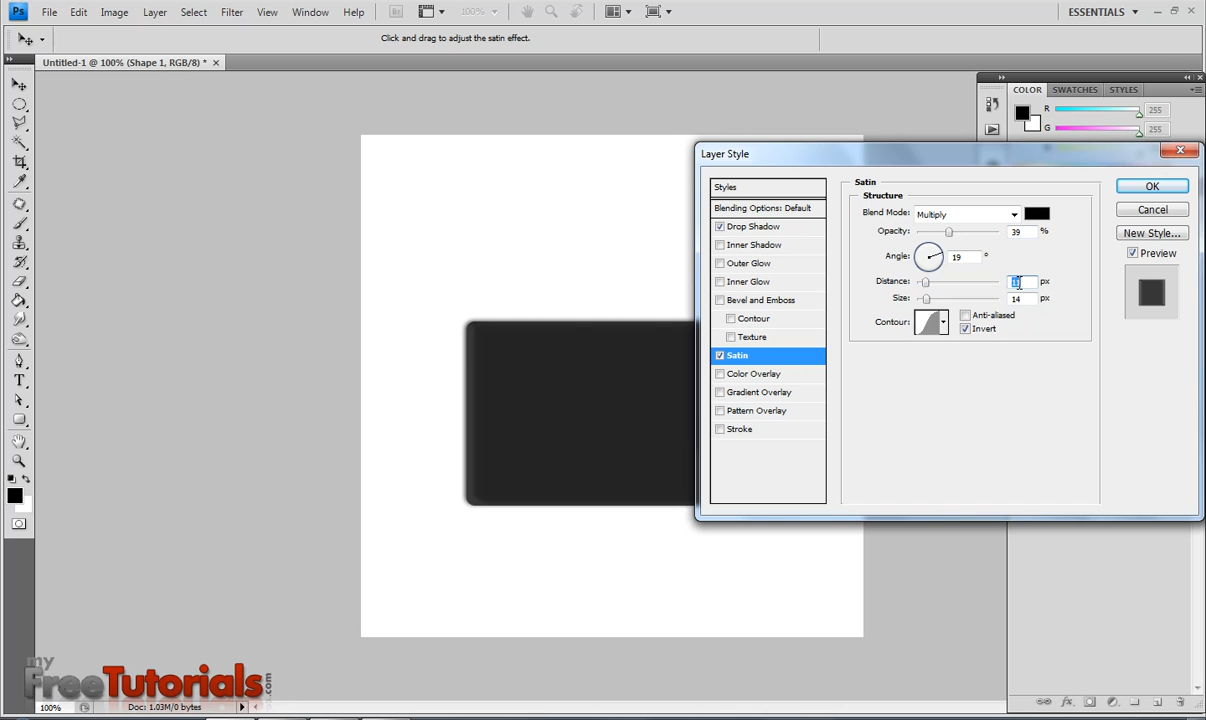 Ps File Edit Image Layer Select Filter View Window Help Br 100% ESSENTIALS
Click and drag to adjust the satin effect.
Untitled-1 @ 100% (Shape 1, RGB/8) *
COLOR SWATCHES STYLES
R 255
G 255
Layer Style
Styles
Blending Options: Default
Drop Shadow
Inner Shadow
Outer Glow
Inner Glow
Bevel and Emboss
Contour
Texture
Satin
Color Overlay
Gradient Overlay
Pattern Overlay
Stroke
Satin
Structure
Blend Mode: Multiply
Opacity: 39 %
Angle: 19 °
Distance: px
Size: 14 px
Contour: Anti-aliased
Invert
OK
Cancel
New Style...
Preview
T
my
FreeTutorials.com
100% Doc: 1.03M/0 bytes
fx